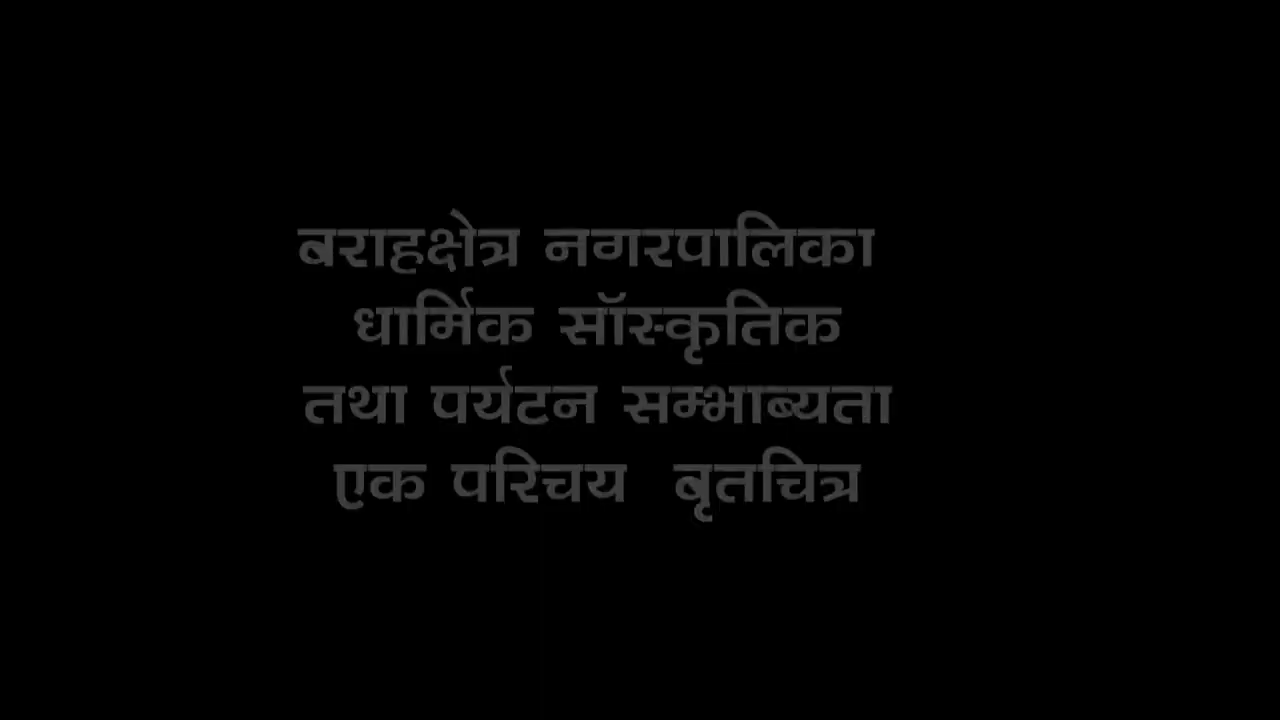 बराहक्षेत्र नगरपालिका
धार्मिक सॉस्कृतिक
तथा पर्यटन सम्भाब्यता
एक परिचय बृतचित्र